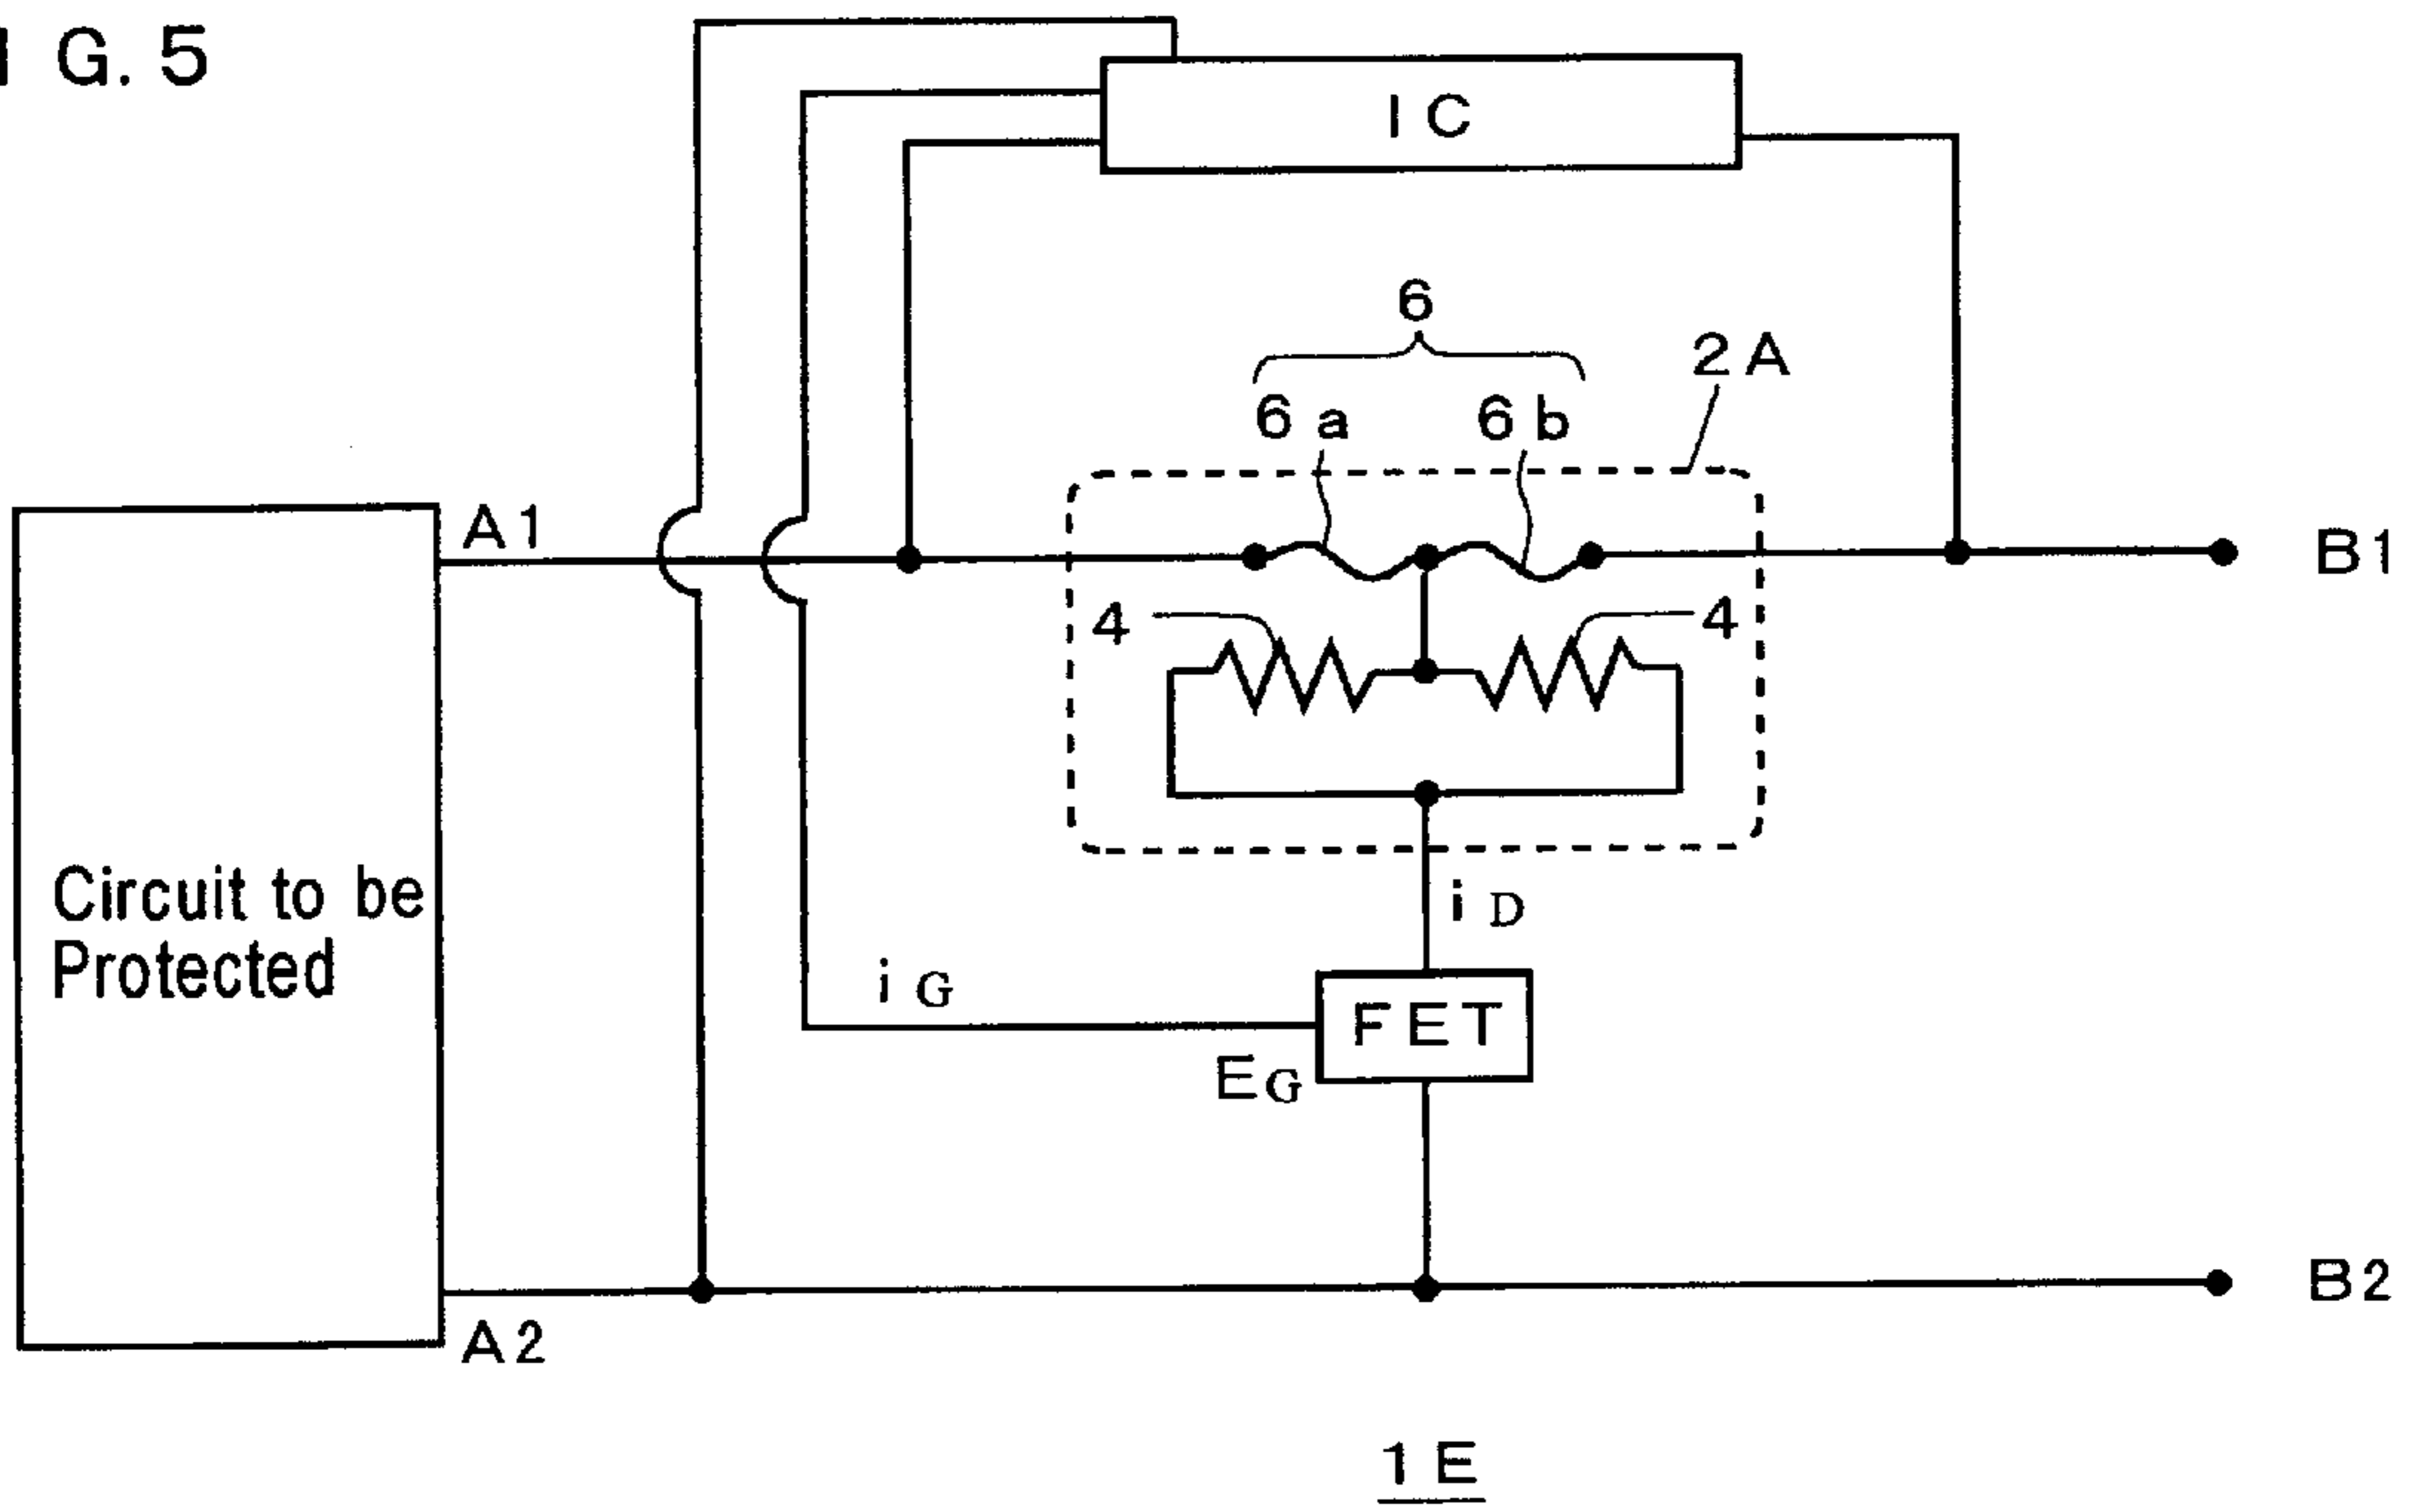 I G. 5
IC
6
2A
6a 6b
A1
B1
4 4
iD
Circuit to be
Protected
iG
FET
EG
B2
A2
1E